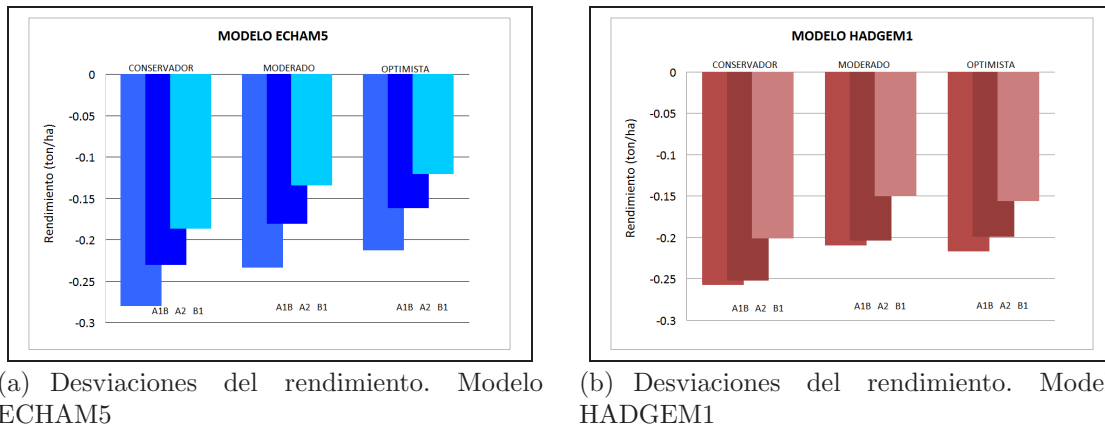 MODELO ECHAM5
CONSERVADOR MODERADO OPTIMISTA
0
-0.05
-0.1
-0.15
-0.2
-0.25
-0.3
Rendimiento (ton/ha)
A1B A2 B1 A1B A2 B1 A1B A2 B1
(a) Desviaciones del rendimiento. Modelo
ECHAM5
MODELO HADGEM1
CONSERVADOR MODERADO OPTIMISTA
0
-0.05
-0.1
-0.15
-0.2
-0.25
-0.3
Rendimiento (ton/ha)
A1B A2 B1 A1B A2 B1 A1B A2 B1
(b) Desviaciones del rendimiento. Mode
HADGEM1